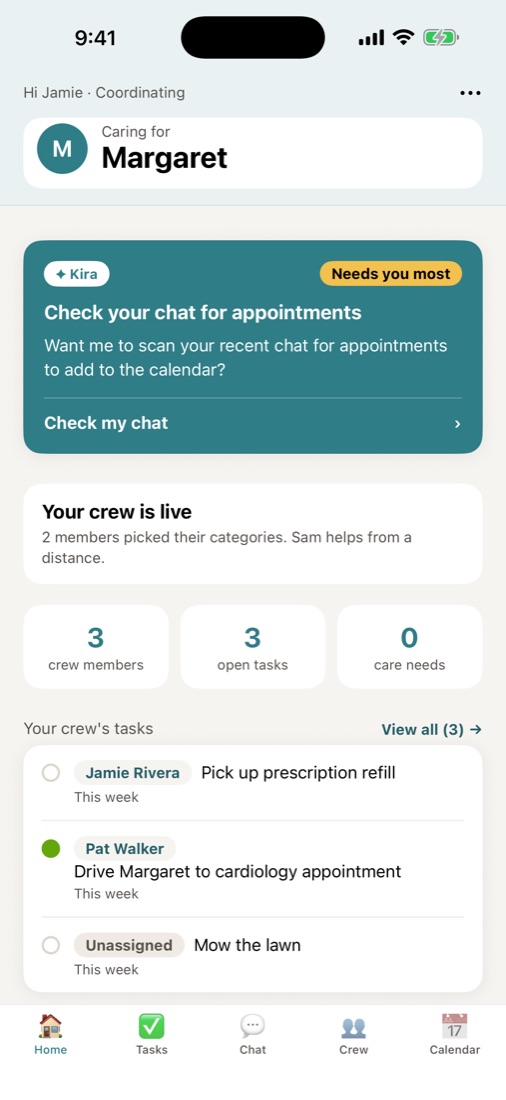 9:41
Hi Jamie · Coordinating
M
Caring for
Margaret
✦ Kira
Needs you most
Check your chat for appointments
Want me to scan your recent chat for appointments
to add to the calendar?
Check my chat ›
Your crew is live
2 members picked their categories. Sam helps from a
distance.
3
crew members
3
open tasks
0
care needs
Your crew's tasks
View all (3) →
Jamie Rivera Pick up prescription refill
This week
Pat Walker
Drive Margaret to cardiology appointment
This week
Unassigned Mow the lawn
This week
17
Home
Tasks
Chat
Crew
Calendar